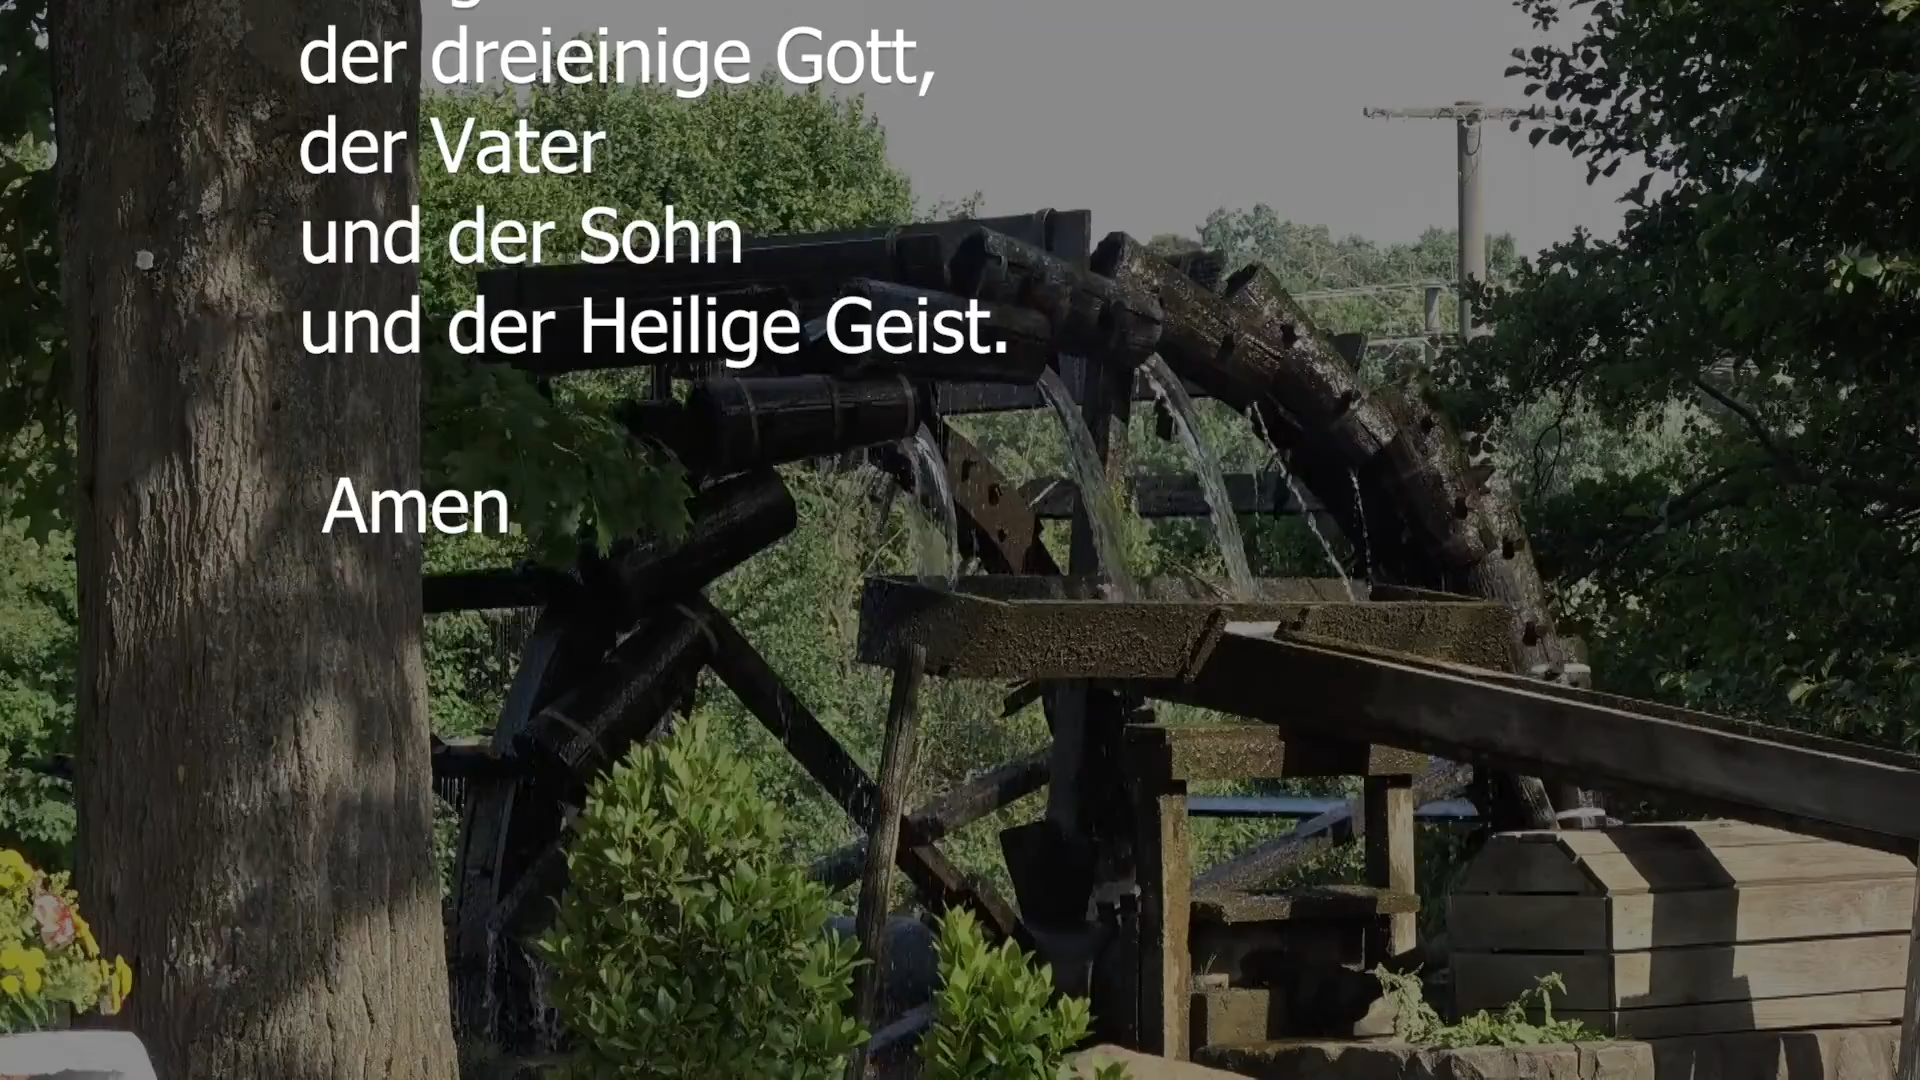 der dreieinige Gott,
der Vater
und der Sohn
und der Heilige Geist.
Amen